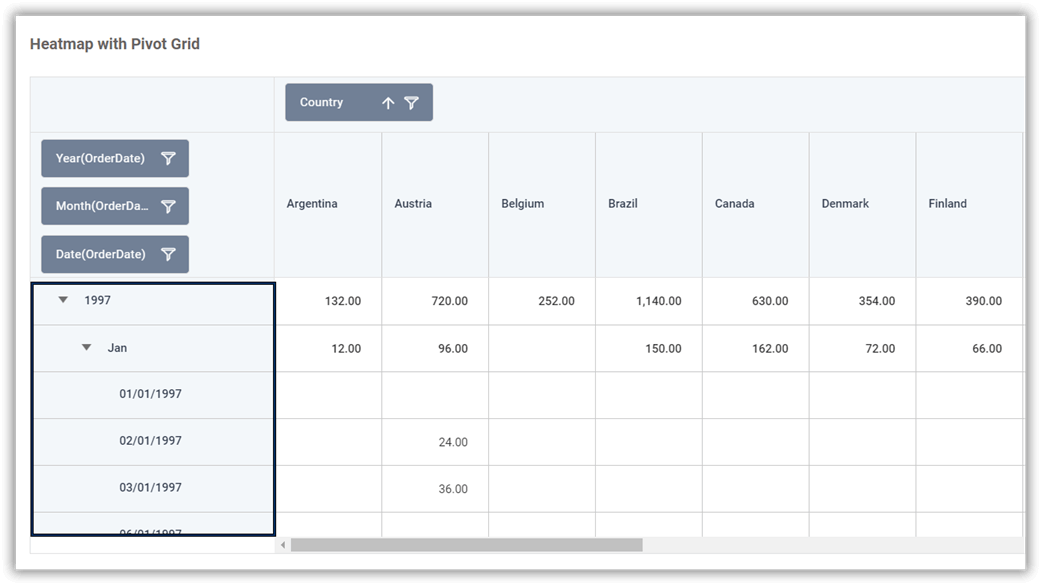 Heatmap with Pivot Grid
Country
Year(OrderDate)
Month(OrderDa...
Date(OrderDate)
Argentina Austria Belgium Brazil Canada Denmark Finland
1997 132.00 720.00 252.00 1,140.00 630.00 354.00 390.00
Jan 12.00 96.00 150.00 162.00 72.00 66.00
01/01/1997
02/01/1997 24.00
03/01/1997 36.00
06/01/1997